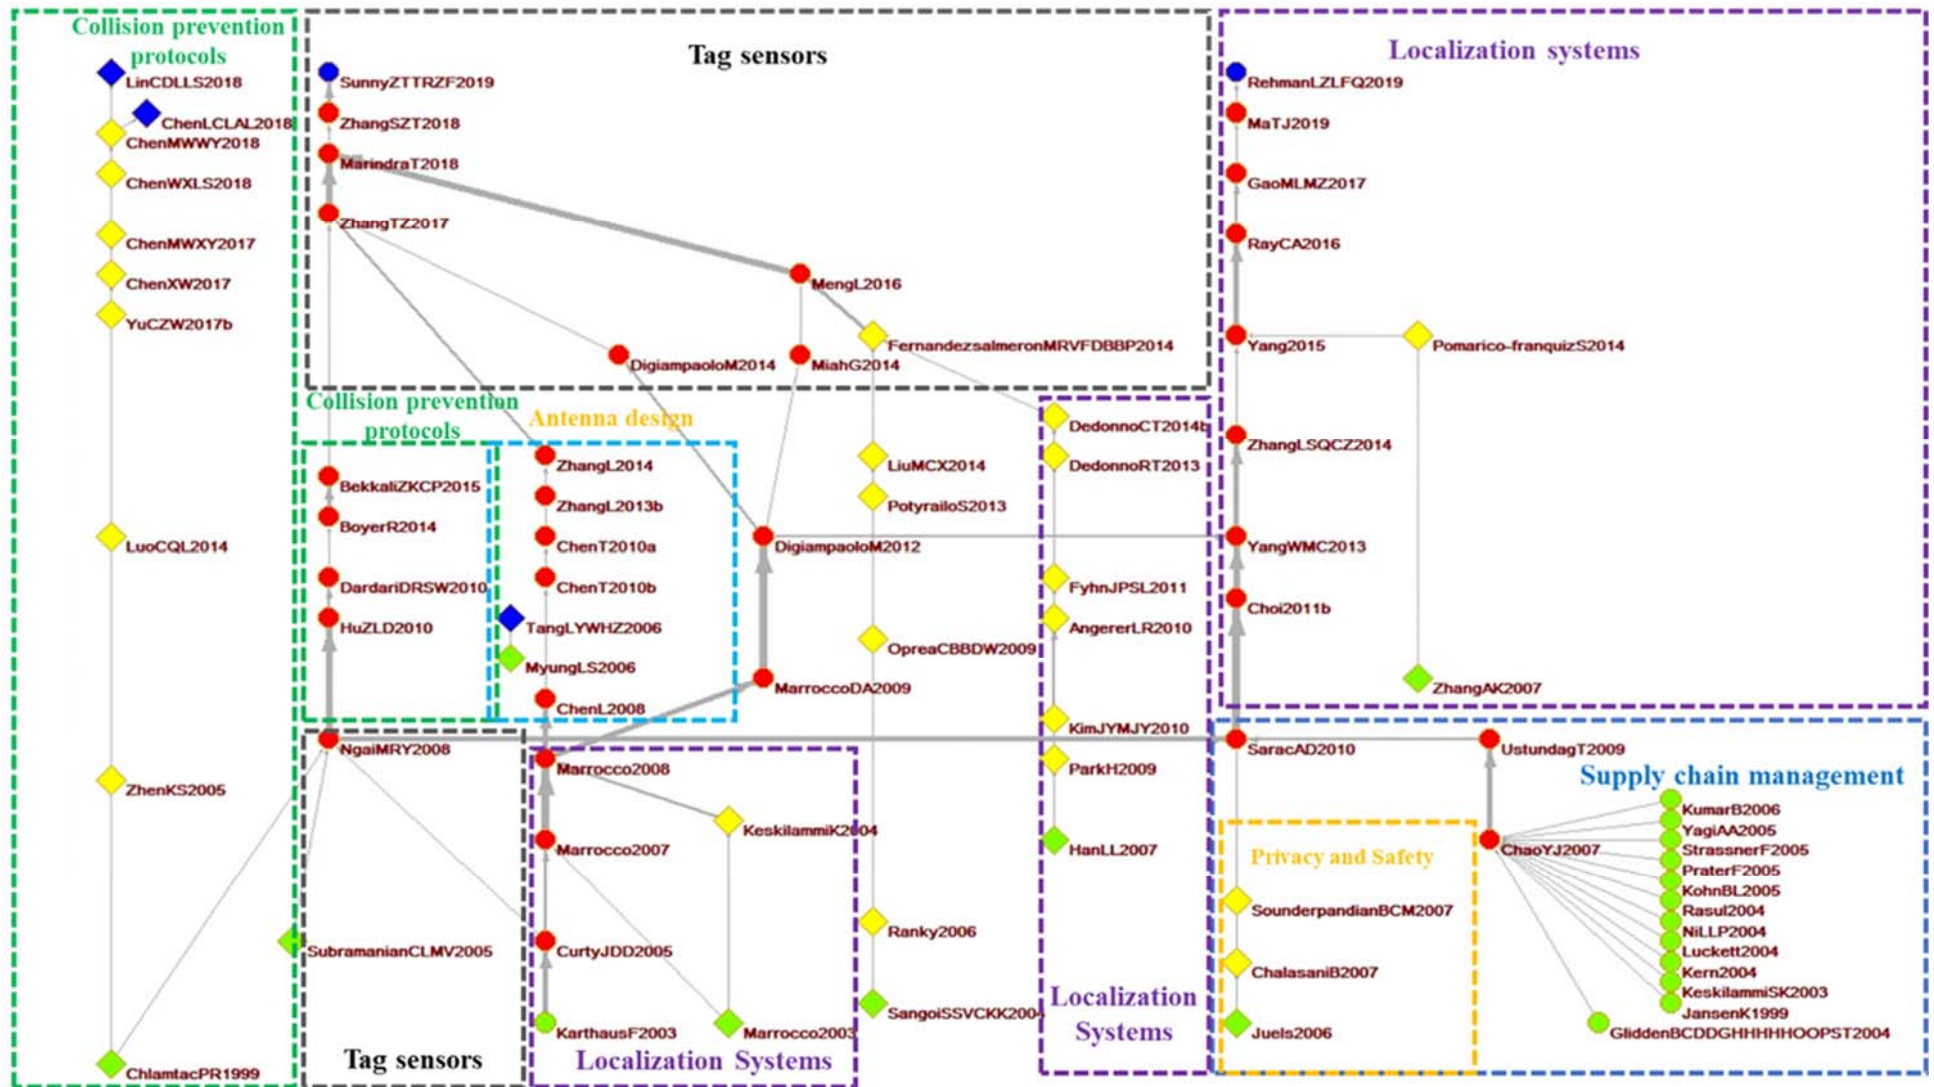 Collision prevention
protocols
LinCDLLS2018
ChenLCLAL2018
ChenMWWY2018
ChenWXLS2018
ChenMWXY2017
ChenXW2017
YuCZW2017b
LuoCQL2014
ZhenKS2005
ChlamtacPR1999
Tag sensors
SunnyZTTRZF2019
ZhangSZT2018
MarindraT2018
ZhangTZ2017
MengL2016
FernandezsalmeronMRVFDBBP2014
DigiampaoloM2014
MiahG2014
Collision prevention
protocols
BekkaliZKCP2015
BoyerR2014
DardariDRSW2010
HuZLD2010
Antenna design
ZhangL2014
ZhangL2013b
ChenT2010a
ChenT2010b
TangLYWHZ2006
MyungLS2006
ChenL2008
DigiampaoloM2012
MarroccoDA2009
LiuMCX2014
PotyrailoS2013
OpreaCBBDW2009
Ranky2006
SangoiSSVCKK2004
NgaiMRY2008
SubramanianCLMV2005
Tag sensors
Marrocco2008
KeskilammiK2004
Marrocco2007
CurtyJDD2005
KarthausF2003
Marrocco2003
Localization Systems
DedonnoCT2014b
DedonnoRT2013
FyhnJPSL2011
AngererLR2010
KimJYMJY2010
ParkH2009
HanLL2007
Localization
Systems
Localization systems
RehmanLZLFQ2019
MaTJ2019
GaoMLMZ2017
RayCA2016
Yang2015
Pomarico-franquizS2014
ZhangLSQCZ2014
YangWMC2013
Choi2011b
ZhangAK2007
SaracAD2010
UstundagT2009
Supply chain management
KumarB2006
YagiAA2005
ChaoYJ2007
StrassnerF2005
PraterF2005
KohnBL2005
Rasul2004
NiLLP2004
Luckett2004
Kern2004
KeskilammiSK2003
JansenK1999
GliddenBCDDGHHHHHOOPST2004
Privacy and Safety
SounderpandianBCM2007
ChalasaniB2007
Juels2006